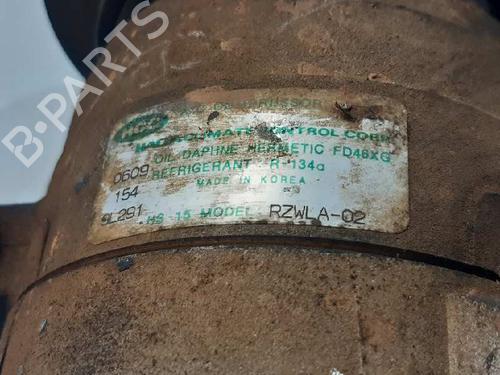 HCC
HALLA CLIMATE CONTROL CORP.
OIL DAPHNE HERMETIC FD46XG
0609 REFRIGERANT : R-134a
154 MADE IN KOREA
9L291 HS-15 MODEL: RZWLA-02
B-PARTS